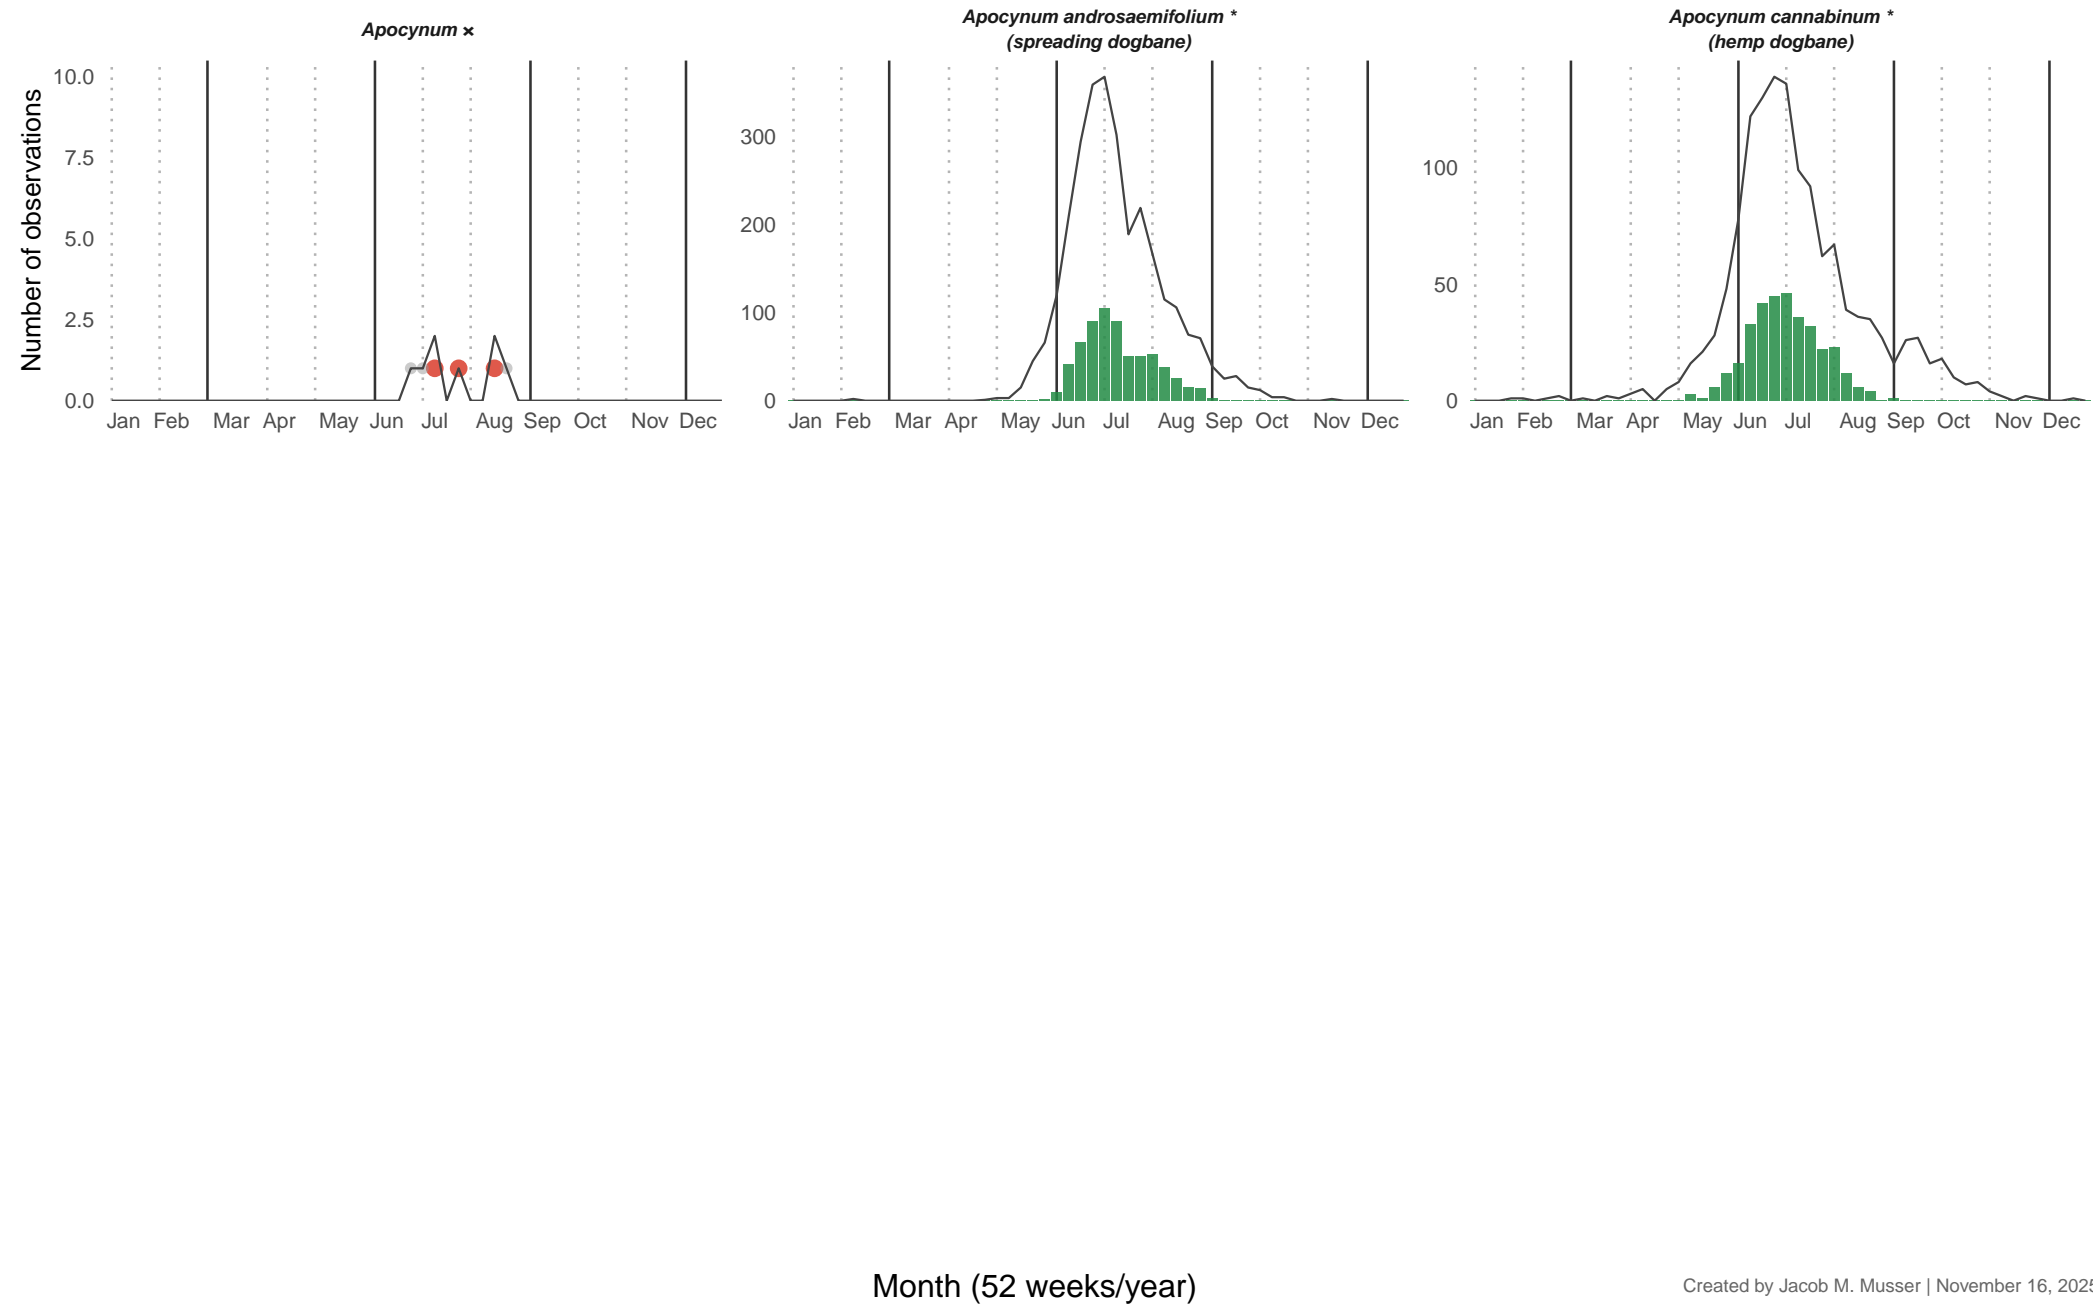 Apocynum ×
Apocynum androsaemifolium *
(spreading dogbane)
Apocynum cannabinum *
(hemp dogbane)
Number of observations
10.0
7.5
5.0
2.5
0.0
Jan Feb Mar Apr May Jun Jul Aug Sep Oct Nov Dec
300
200
100
0
Jan Feb Mar Apr May Jun Jul Aug Sep Oct Nov Dec
100
50
0
Jan Feb Mar Apr May Jun Jul Aug Sep Oct Nov Dec
Month (52 weeks/year)
Created by Jacob M. Musser | November 16, 2025